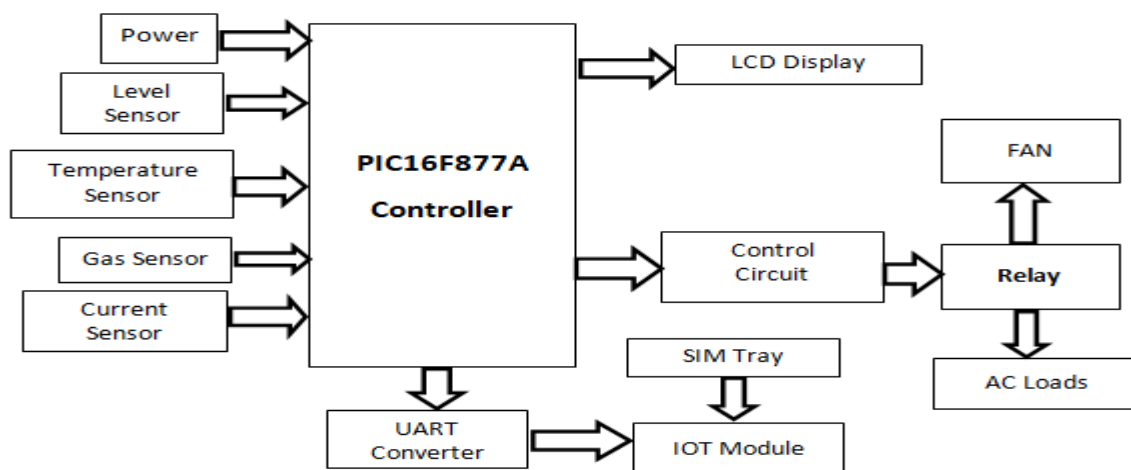 Power
Level
Sensor
Temperature
Sensor
Gas Sensor
Current
Sensor
PIC16F877A
Controller
LCD Display
FAN
Control
Circuit
Relay
SIM Tray
AC Loads
UART
Converter
IOT Module